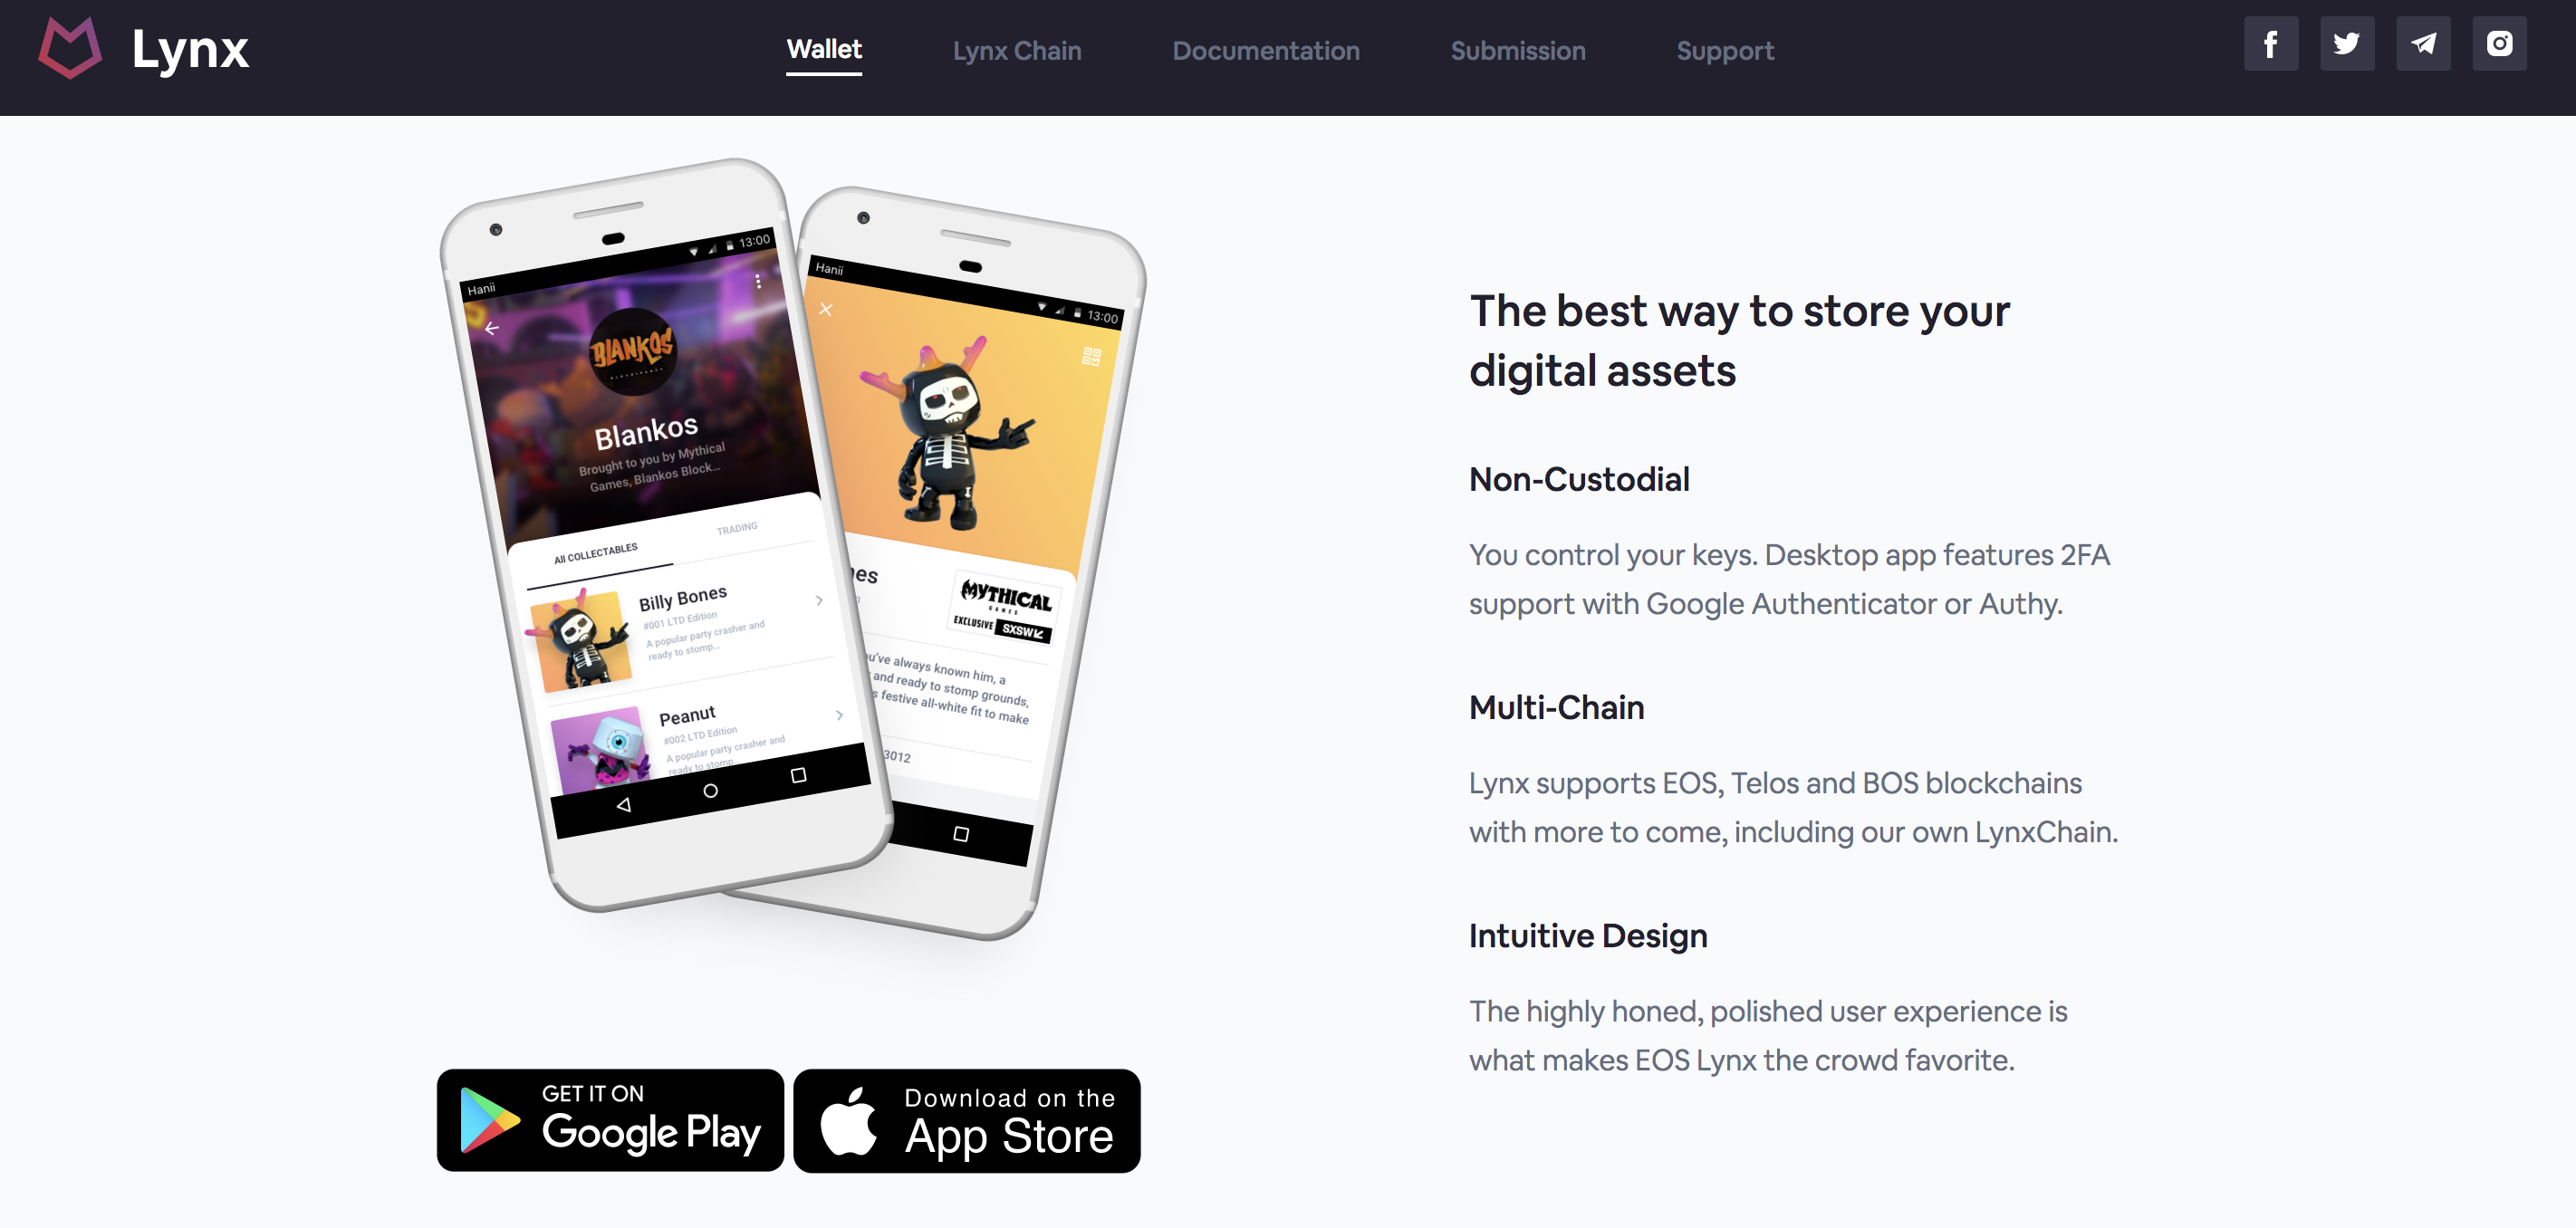 Lynx
Wallet
Lynx Chain
Documentation
Submission
Support
Hanii
13:00
BLANKOS
Blankos
Brought to you by Mythical
Games, Blankos Block...
All COLLECTABLES
TRADING
Billy Bones
#001 LTD Edition
A popular party crasher and
ready to stomp...
Peanut
#002 LTD Edition
A popular party crasher and
ready to stomp...
Hanii
13:00
nes
MYTHICAL
GAMES
EXCLUSIVE SXSW
u've always known him, a
and ready to stomp grounds,
s festive all-white fit to make
3012
GET IT ON
Google Play
Download on the
App Store
The best way to store your
digital assets
Non-Custodial
You control your keys. Desktop app features 2FA
support with Google Authenticator or Authy.
Multi-Chain
Lynx supports EOS, Telos and BOS blockchains
with more to come, including our own LynxChain.
Intuitive Design
The highly honed, polished user experience is
what makes EOS Lynx the crowd favorite.